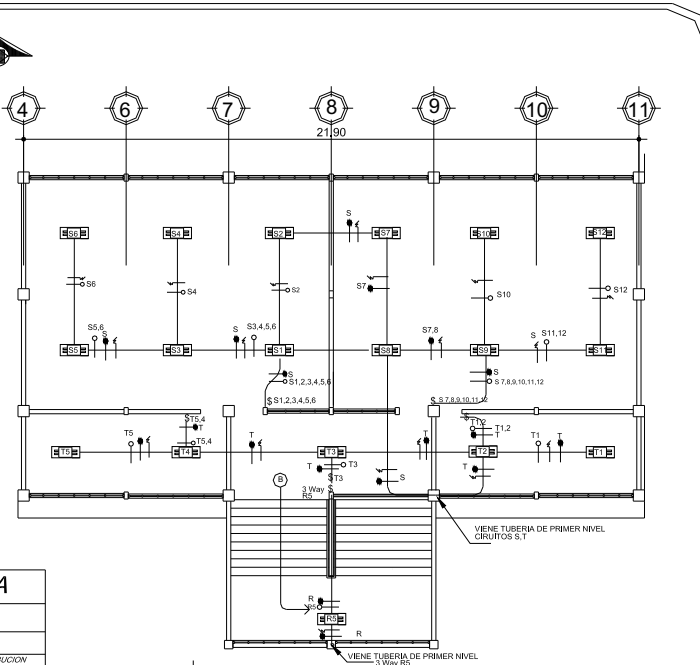 4 6 7 8 9 10 11
21,90
S
S6 S4 S2 S7 S10 S12
S6 S4 S2 S7 S10 S12
S5,6 S S S3,4,5,6 S7,8 S S11,12
S5 S3 S1 S8 S9 S11
S S
$S1,2,3,4,5,6 S1,2,3,4,5,6 $S 7,8,9,10,11,12 S 7,8,9,10,11,12
$T5,4 T $ T1,2 T1,2 T
T5 T5,4 T T T1 T
T5 T4 T3 T2 T1
T T3 T
$T3 S
B
3 Way $
R5
VIENE TUBERIA DE PRIMER NIVEL
CIRUITOS S,T
A
R
R5
R5
R
BUCION
VIENE TUBERIA DE PRIMER NIVEL
3 Way R5